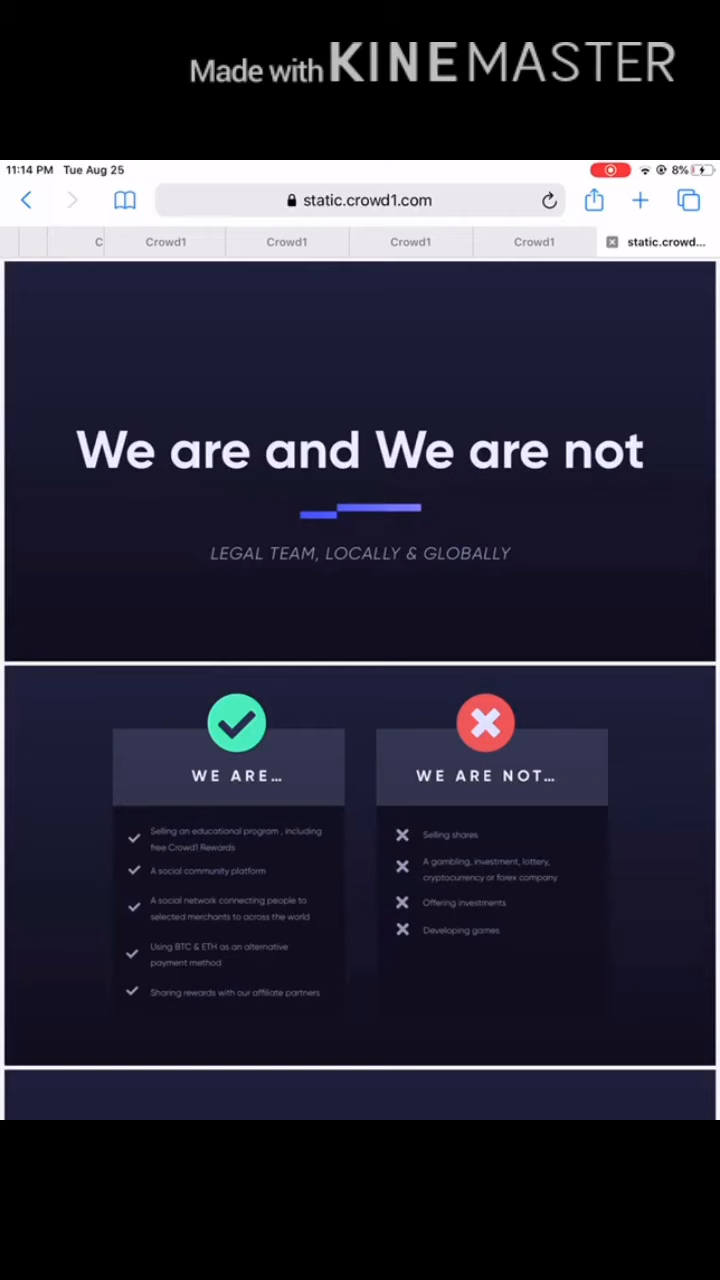 Made with KINEMASTER
11:14 PM Tue Aug 25
8%
static.crowd1.com
C
Crowd1
Crowd1
Crowd1
Crowd1
static.crowd...
We are and We are not
LEGAL TEAM, LOCALLY & GLOBALLY
WE ARE...
Selling an educational program , including
free Crowd1 Rewards
A social community platform
A social network connecting people to
selected merchants to across the world
Using BTC & ETH as an alternative
payment method
Sharing rewards with our affiliate partners
WE ARE NOT...
Selling shares
A gambling, investment, lottery,
cryptocurrency or forex company
Offering investments
Developing games